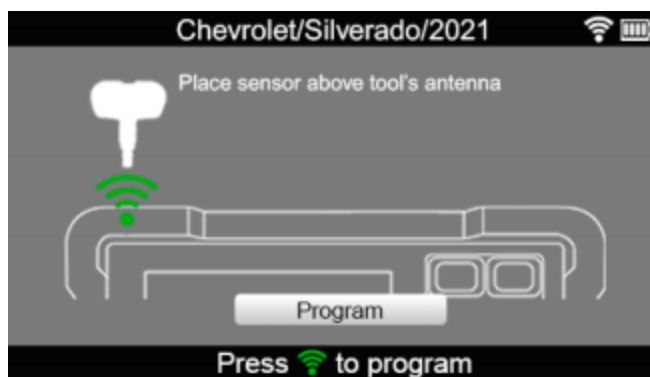 Chevrolet/Silverado/2021
Place sensor above tool's antenna
Program
Press to program